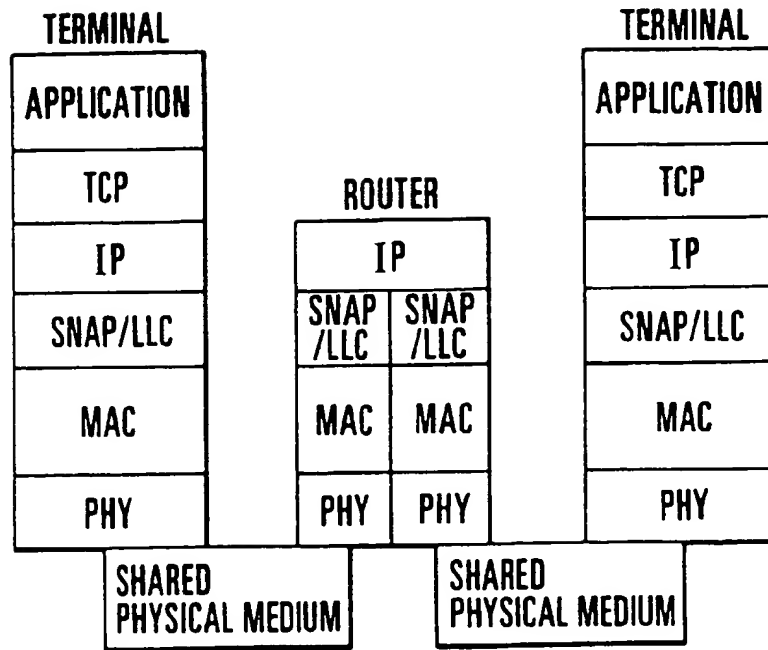 TERMINAL
APPLICATION
TCP
IP
SNAP/LLC
MAC
PHY
ROUTER
IP
SNAP
/LLC
SNAP
/LLC
MAC
MAC
PHY
PHY
TERMINAL
APPLICATION
TCP
IP
SNAP/LLC
MAC
PHY
SHARED
PHYSICAL MEDIUM
SHARED
PHYSICAL MEDIUM